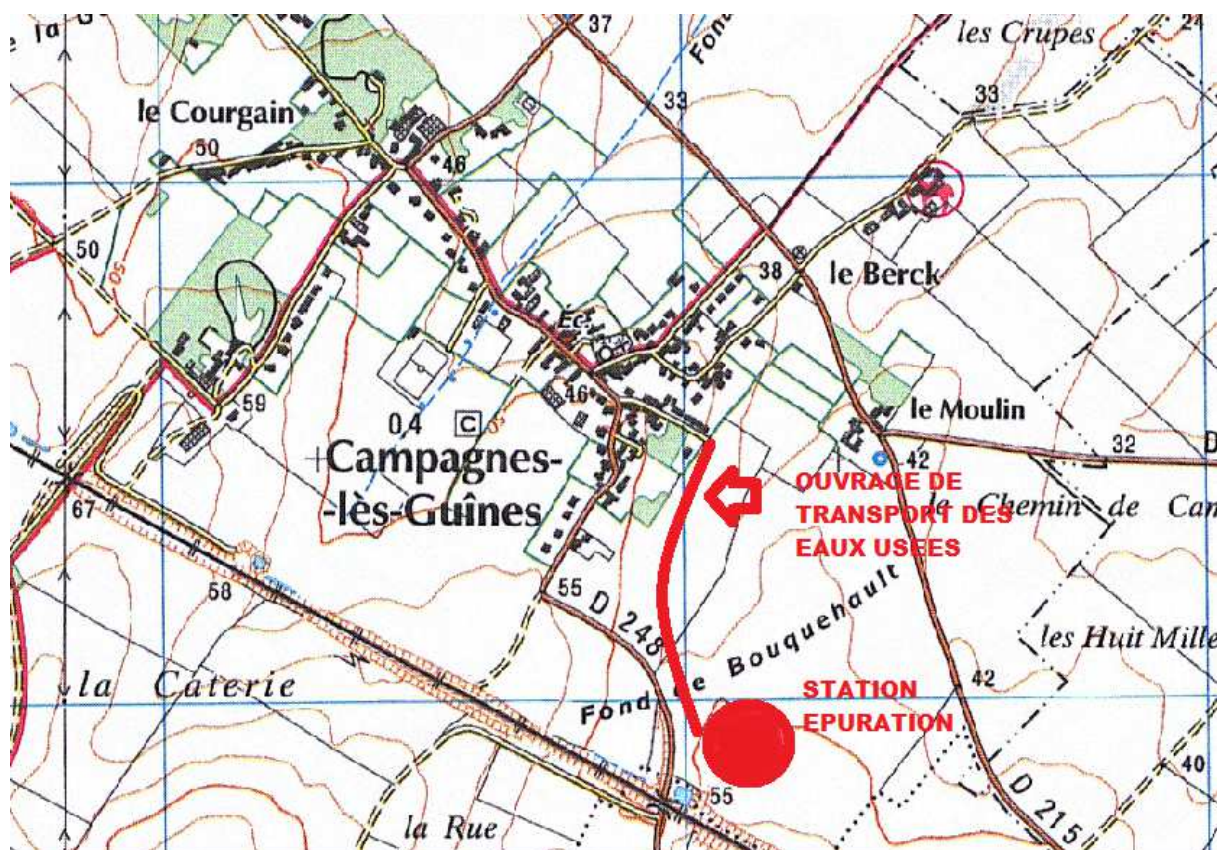 37
les Crupes
24
33
33
le Courgain
50
46
50
50
38
le Berck
Éc.
59
46
le Moulin
0,4
C
32
D
42
Campagnes-
-lès-Guînes
67
OUVRAGE DE
TRANSPORT DES
EAUX USEES
le Chemin de Cam
58
55
D 248
Fond de Bouquehault
les Huit Mille
la Caterie
STATION
EPURATION
42
40
55
D 215
la Rue